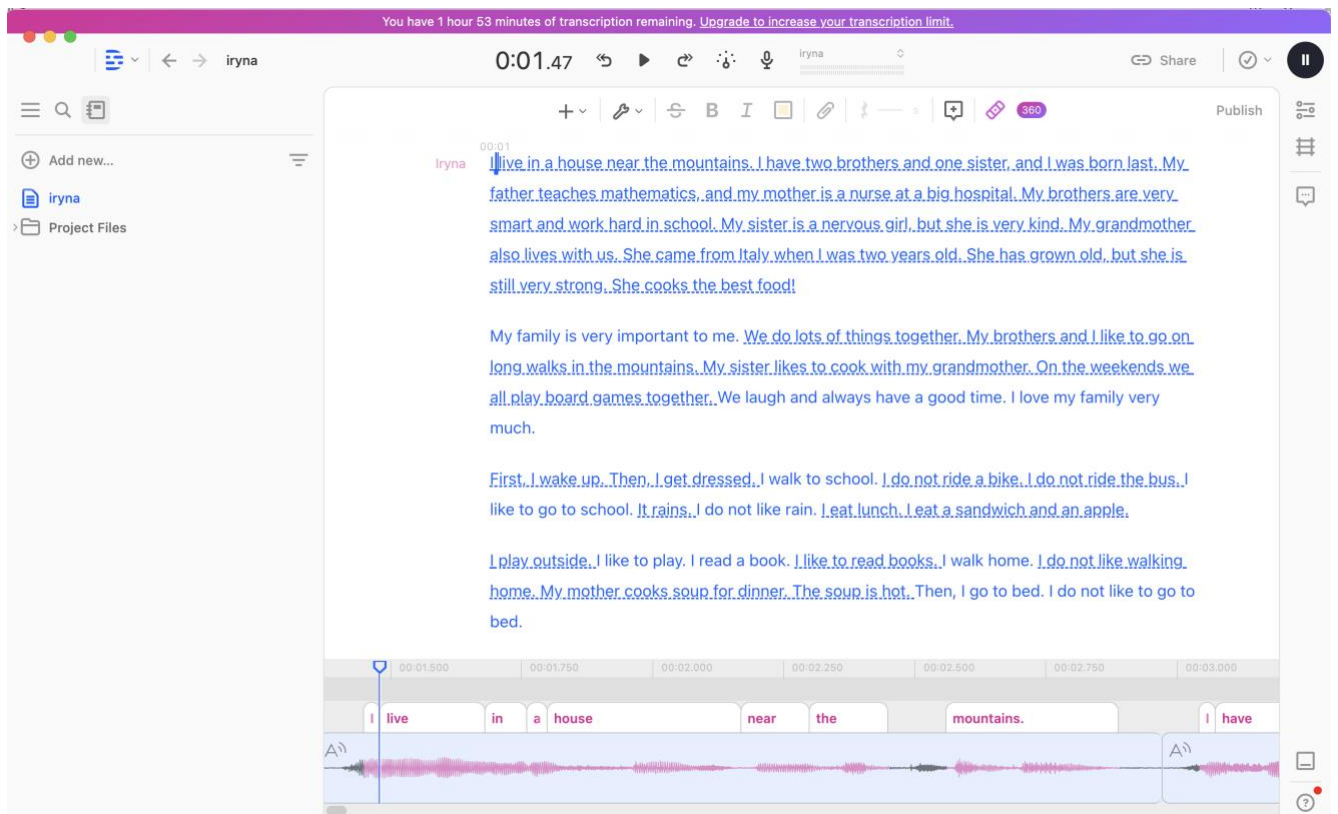 You have 1 hour 53 minutes of transcription remaining. Upgrade to increase your transcription limit.
iryna
0:01.47
iryna
Share
II
360
Publish
Add new...
iryna
Project Files
00:01
Iryna
I live in a house near the mountains. I have two brothers and one sister, and I was born last. My
father teaches mathematics, and my mother is a nurse at a big hospital. My brothers are very
smart and work hard in school. My sister is a nervous girl, but she is very kind. My grandmother
also lives with us. She came from Italy when I was two years old. She has grown old, but she is
still very strong. She cooks the best food!
My family is very important to me. We do lots of things together. My brothers and I like to go on
long walks in the mountains. My sister likes to cook with my grandmother. On the weekends we
all play board games together. We laugh and always have a good time. I love my family very
much.
First, I wake up. Then, I get dressed. I walk to school. I do not ride a bike. I do not ride the bus. I
like to go to school. It rains. I do not like rain. I eat lunch. I eat a sandwich and an apple.
I play outside. I like to play. I read a book. I like to read books. I walk home. I do not like walking
home. My mother cooks soup for dinner. The soup is hot. Then, I go to bed. I do not like to go to
bed.
00:01.500 00:01.750 00:02.000 00:02.250 00:02.500 00:02.750 00:03.000
I live in a house near the mountains. I have